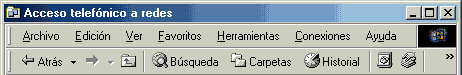 Acceso telefónico a redes
Archivo Edición Ver Favoritos Herramientas Conexiones Ayuda
Atrás Búsqueda Carpetas Historial »